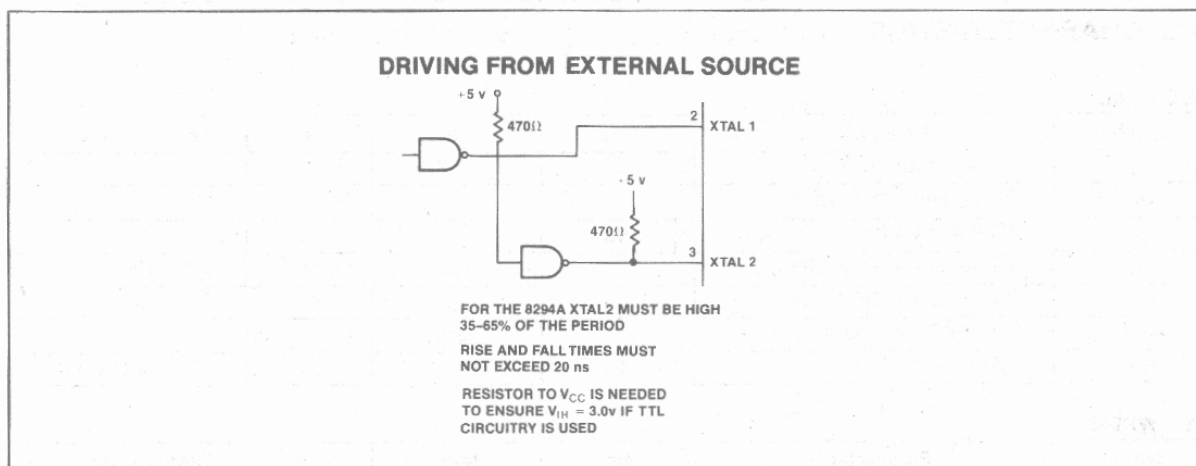 DRIVING FROM EXTERNAL SOURCE
+5 v
470Ω
2
XTAL 1
+5 v
470Ω
3
XTAL 2
FOR THE 8294A XTAL2 MUST BE HIGH
35–65% OF THE PERIOD
RISE AND FALL TIMES MUST
NOT EXCEED 20 ns
RESISTOR TO VCC IS NEEDED
TO ENSURE VIH = 3.0v IF TTL
CIRCUITRY IS USED